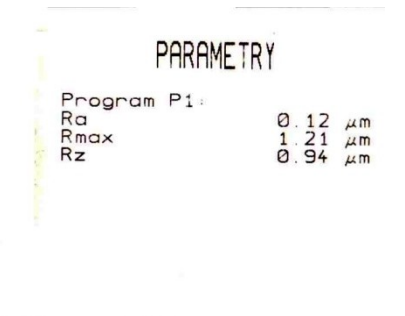 PARAMETRY
Program P1:
Ra 0.12 µm
Rmax 1.21 µm
Rz 0.94 µm